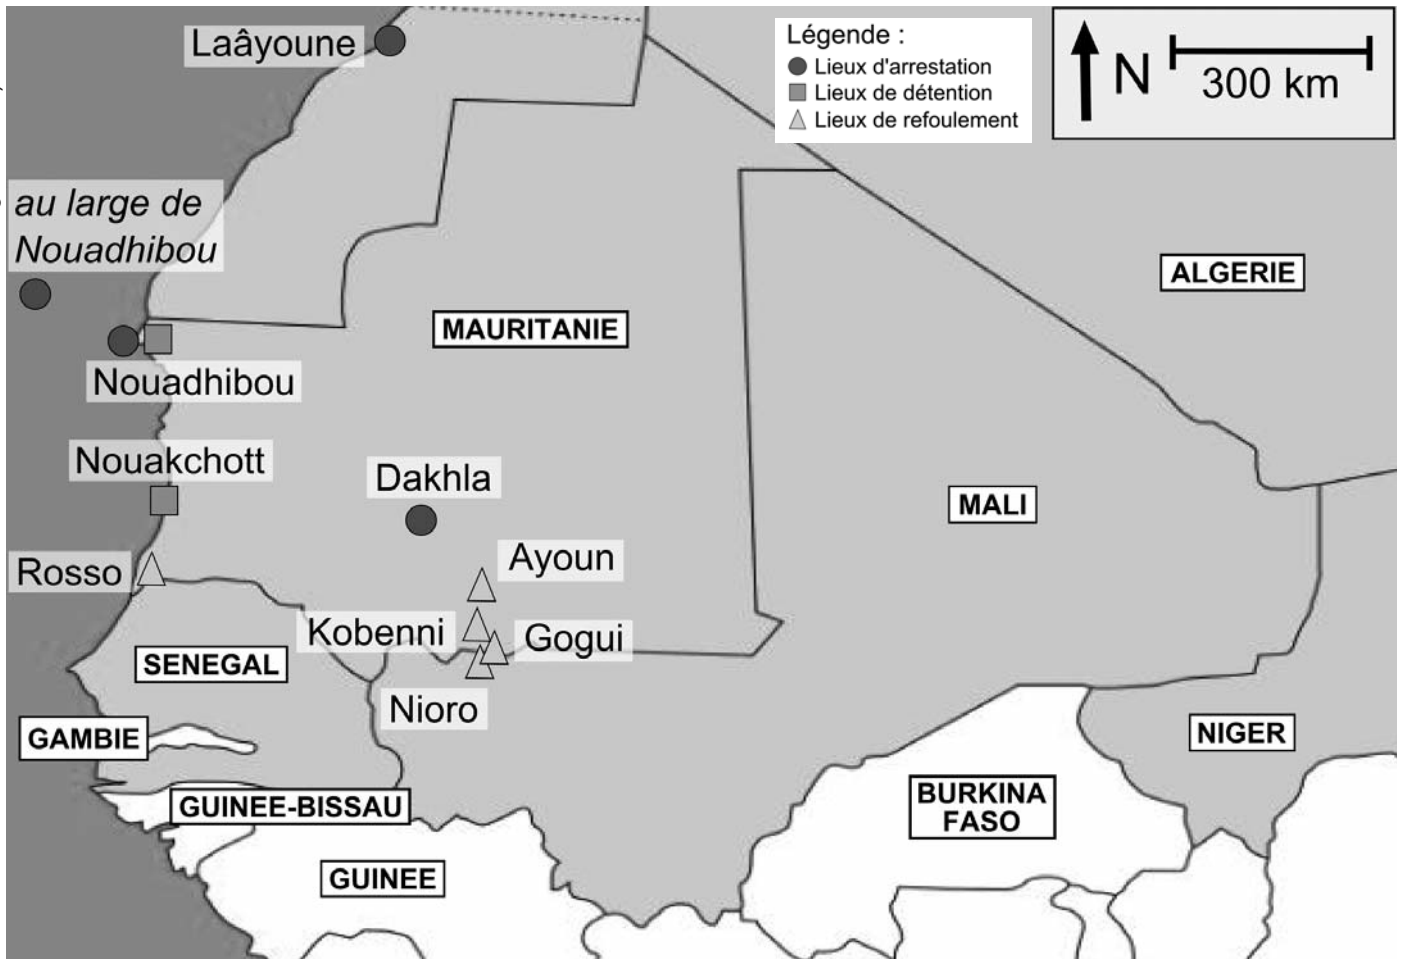 Laâyoune
Légende :
Lieux d'arrestation
Lieux de détention
Lieux de refoulement
N
300 km
au large de
Nouadhibou
ALGERIE
MAURITANIE
Nouadhibou
Nouakchott
Dakhla
MALI
Ayoun
Rosso
Kobenni
Gogui
SENEGAL
Nioro
GAMBIE
NIGER
GUINEE-BISSAU
BURKINA
FASO
GUINEE